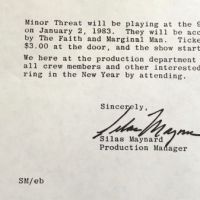 Minor Threat will be playing at the 9
on January 2, 1983. They will be acc
by The Faith and Marginal Man. Ticke
$3.00 at the door, and the show start
We here at the production department
all crew members and other interested
ring in the New Year by attending.
Sincerely,
Silas Maynar
Silas Maynard
Production Manager
SM/eb